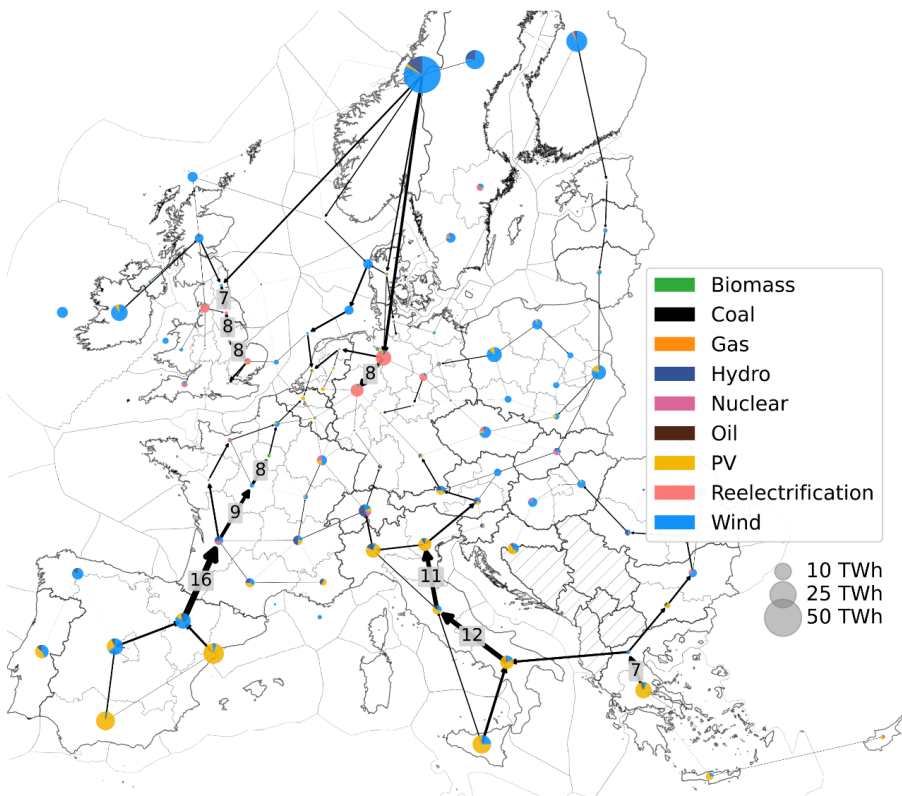 7
8
8
8
8
9
16
11
12
7
Biomass
Coal
Gas
Hydro
Nuclear
Oil
PV
Reelectrification
Wind
10 TWh
25 TWh
50 TWh